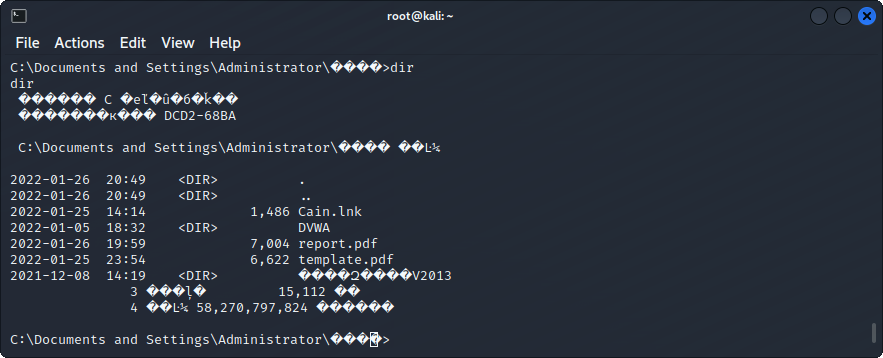 root@kali: ~
File Actions Edit View Help
C:\Documents and Settings\Administrator\����>dir
dir
������ C �eľ�û�б�ǩ��
�������к��� DCD2-68BA
C:\Documents and Settings\Administrator\���� ��Ŀ¼
2022-01-26 20:49 <DIR> .
2022-01-26 20:49 <DIR> ..
2022-01-25 14:14 1,486 Cain.lnk
2022-01-05 18:32 <DIR> DVWA
2022-01-26 19:59 7,004 report.pdf
2022-01-25 23:54 6,622 template.pdf
2021-12-08 14:19 <DIR> ����Ձ����V2013
3 ���ļ� 15,112 ��
4 ��Ŀ¼ 58,270,797,824 ������
C:\Documents and Settings\Administrator\����>